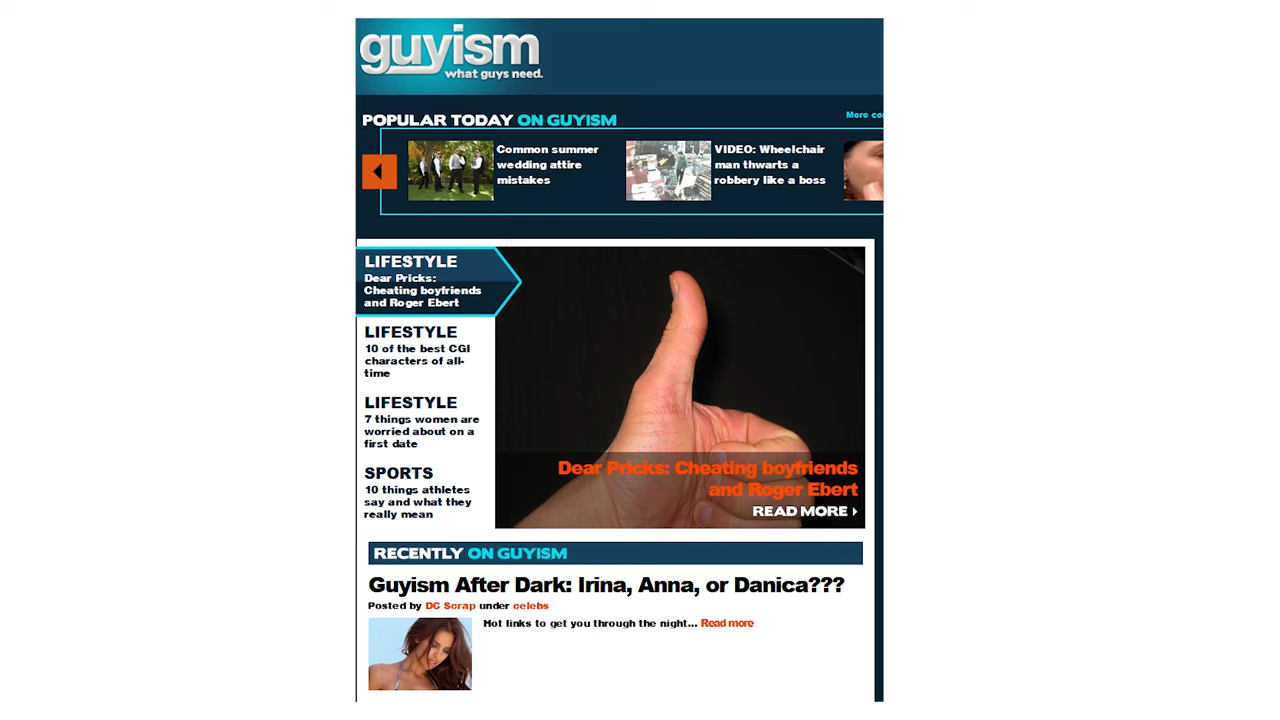 guyism
what guys need.
POPULAR TODAY ON GUYISM
More
Common summer
wedding attire
mistakes
VIDEO: Wheelchair
man thwarts a
robbery like a boss
LIFESTYLE
Dear Pricks:
Cheating boyfriends
and Roger Ebert
LIFESTYLE
10 of the best CGI
characters of all-
time
LIFESTYLE
7 things women are
worried about on a
first date
SPORTS
10 things athletes
say and what they
really mean
Dear Pricks: Cheating boyfriends
and Roger Ebert
READ MORE
RECENTLY ON GUYISM
Guyism After Dark: Irina, Anna, or Danica???
Posted by DC Scrap under celebs
Hot links to get you through the night... Read more